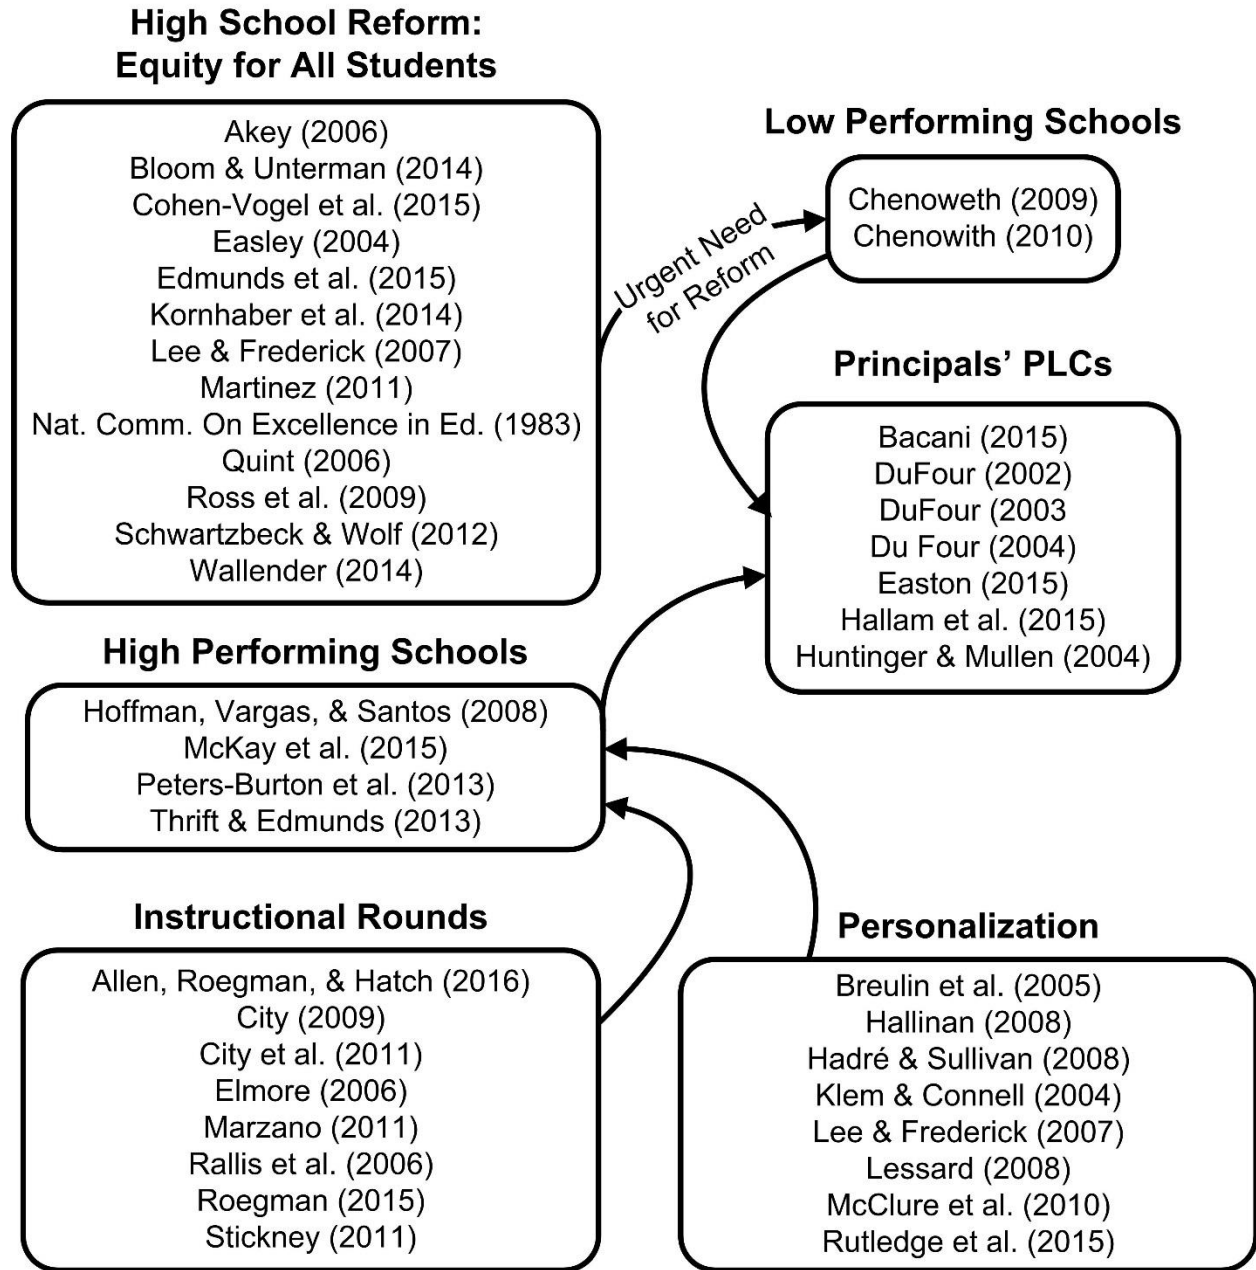 High School Reform:
Equity for All Students
Akey (2006)
Bloom & Unterman (2014)
Cohen-Vogel et al. (2015)
Easley (2004)
Edmunds et al. (2015)
Kornhaber et al. (2014)
Lee & Frederick (2007)
Martinez (2011)
Nat. Comm. On Excellence in Ed. (1983)
Quint (2006)
Ross et al. (2009)
Schwartzbeck & Wolf (2012)
Wallender (2014)
Urgent Need
for Reform
Low Performing Schools
Chenoweth (2009)
Chenowith (2010)
Principals’ PLCs
Bacani (2015)
DuFour (2002)
DuFour (2003
Du Four (2004)
Easton (2015)
Hallam et al. (2015)
Huntinger & Mullen (2004)
High Performing Schools
Hoffman, Vargas, & Santos (2008)
McKay et al. (2015)
Peters-Burton et al. (2013)
Thrift & Edmunds (2013)
Instructional Rounds
Allen, Roegman, & Hatch (2016)
City (2009)
City et al. (2011)
Elmore (2006)
Marzano (2011)
Rallis et al. (2006)
Roegman (2015)
Stickney (2011)
Personalization
Breulin et al. (2005)
Hallinan (2008)
Hadré & Sullivan (2008)
Klem & Connell (2004)
Lee & Frederick (2007)
Lessard (2008)
McClure et al. (2010)
Rutledge et al. (2015)